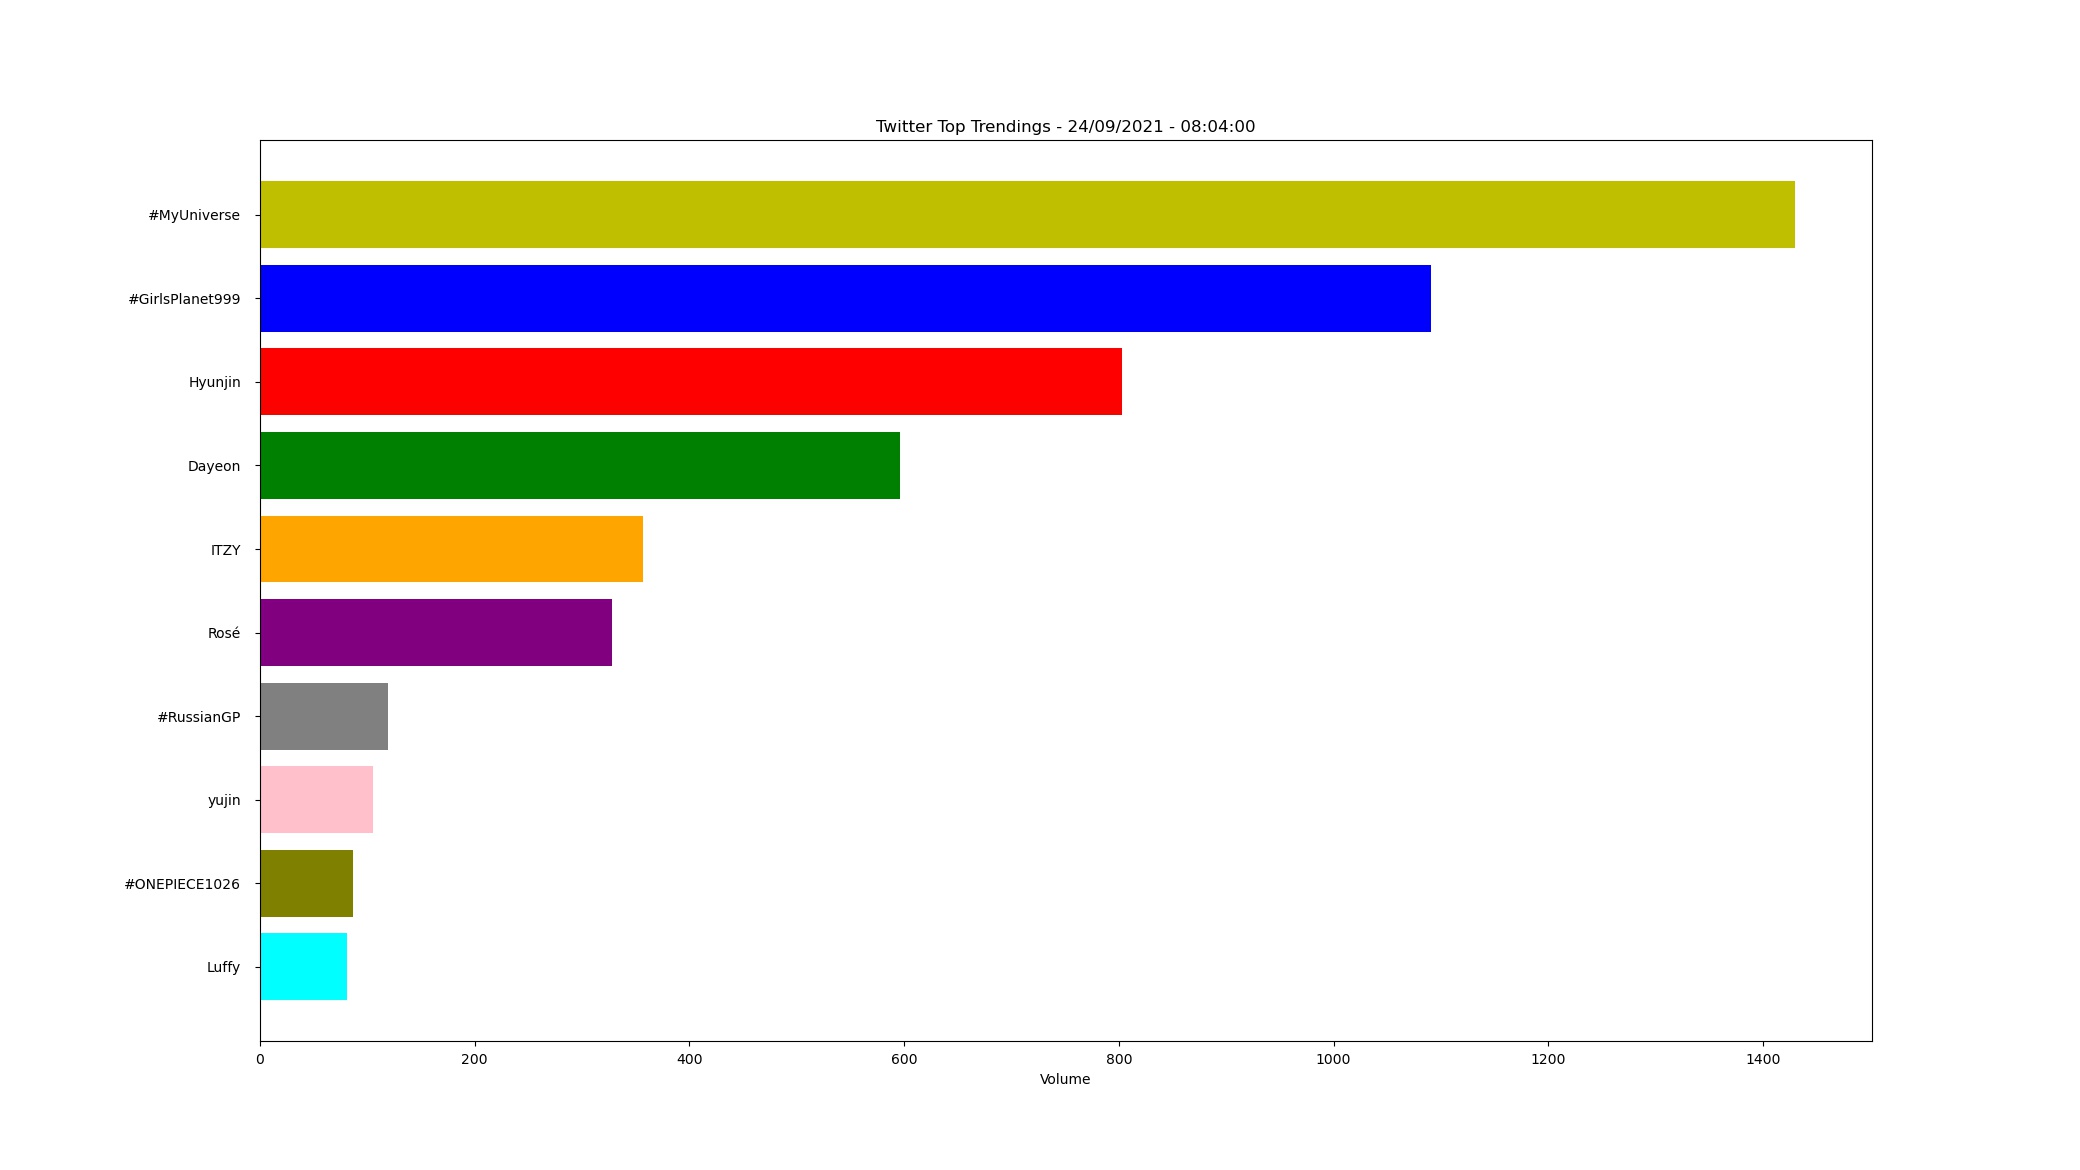 Twitter Top Trendings - 24/09/2021 - 08:04:00
#MyUniverse
#GirlsPlanet999
Hyunjin
Dayeon
ITZY
Rosé
#RussianGP
yujin
#ONEPIECE1026
Luffy
0 200 400 600 800 1000 1200 1400
Volume